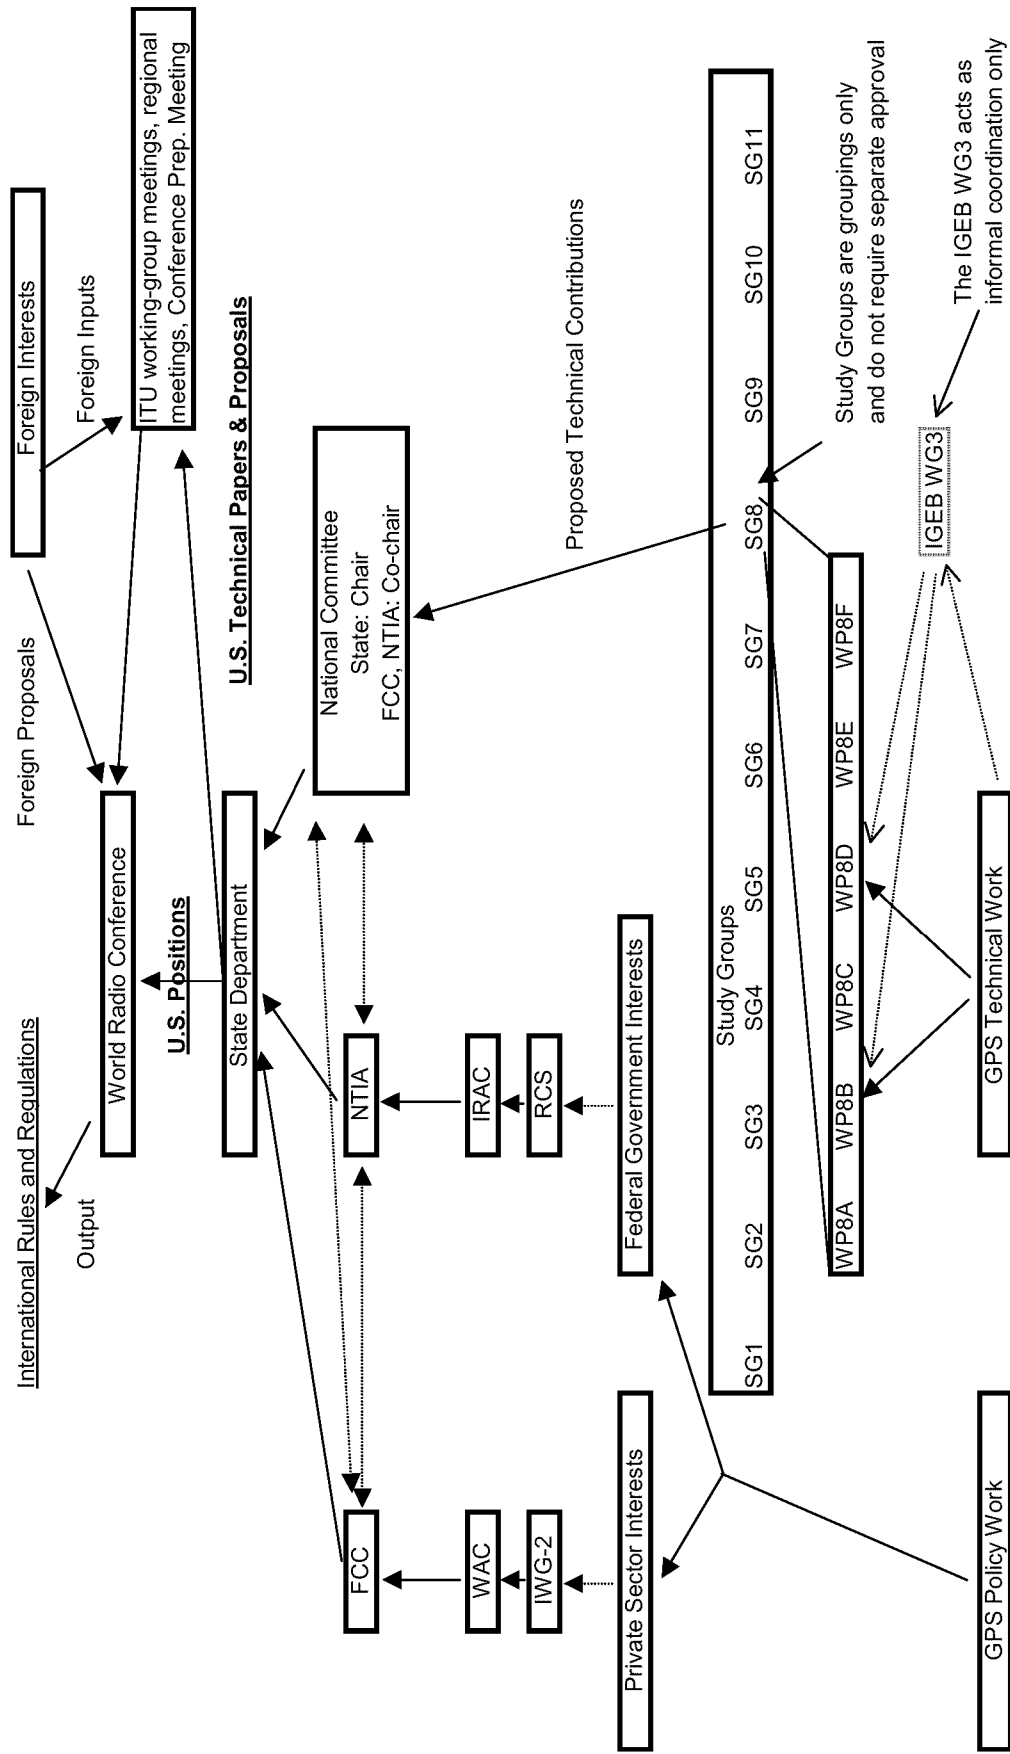 International Rules and Regulations
Foreign Proposals
Foreign Interests
Output
World Radio Conference
Foreign Inputs
ITU working-group meetings, regional
meetings, Conference Prep. Meeting
U.S. Positions
State Department
U.S. Technical Papers & Proposals
FCC
NTIA
National Committee
State: Chair
FCC, NTIA: Co-chair
WAC
IRAC
IWG-2
RCS
Proposed Technical Contributions
Private Sector Interests
Federal Government Interests
Study Groups
SG1 SG2 SG3 SG4 SG5 SG6 SG7 SG8 SG9 SG10 SG11
WP8A WP8B WP8C WP8D WP8E WP8F
Study Groups are groupings only
and do not require separate approval
IGEB WG3
The IGEB WG3 acts as
informal coordination only
GPS Policy Work
GPS Technical Work